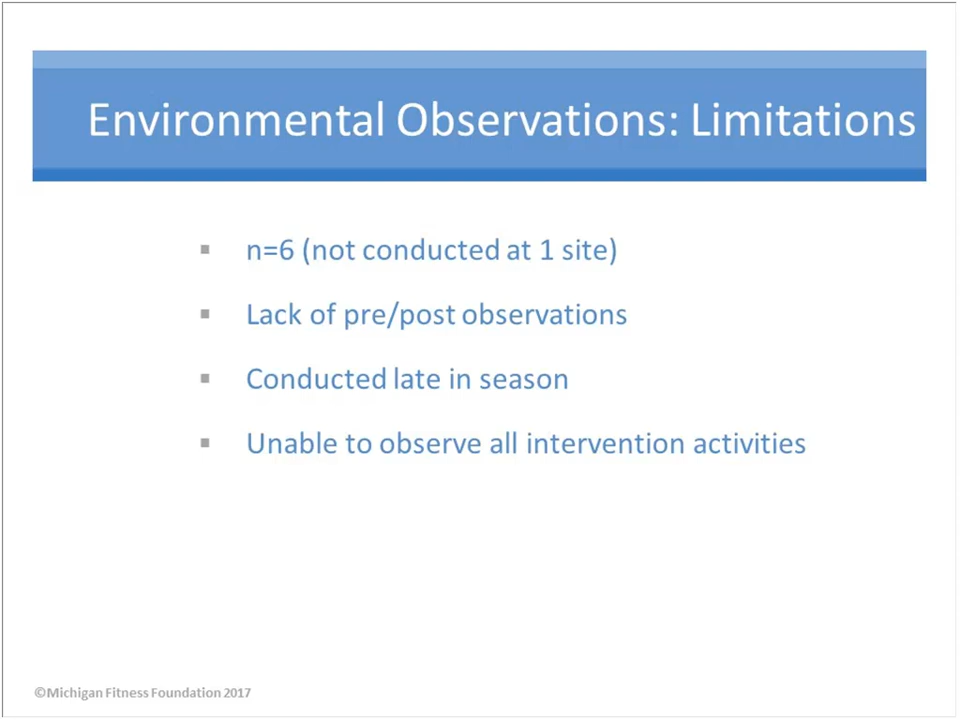 Environmental Observations: Limitations
n=6 (not conducted at 1 site)
Lack of pre/post observations
Conducted late in season
Unable to observe all intervention activities
©Michigan Fitness Foundation 2017